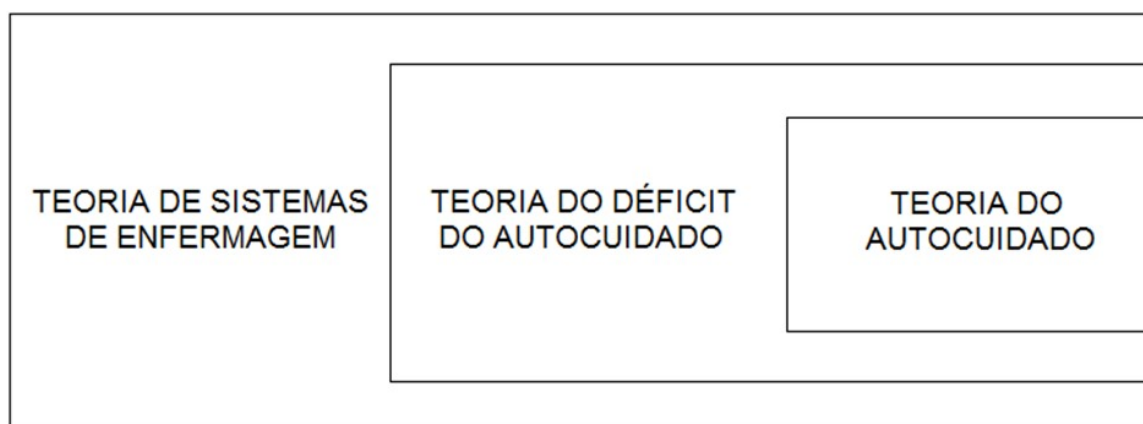 TEORIA DE SISTEMAS
DE ENFERMAGEM
TEORIA DO DÉFICIT
DO AUTOCUIDADO
TEORIA DO
AUTOCUIDADO